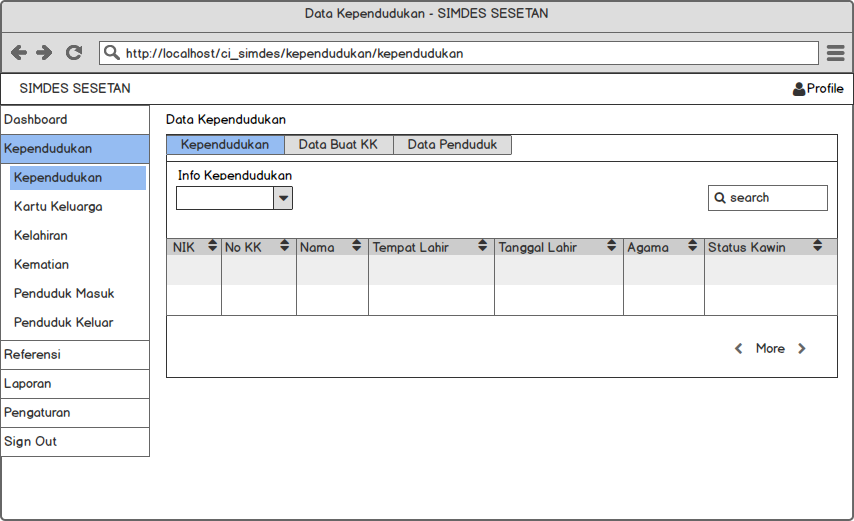 Data Kependudukan - SIMDES SESETAN
http://localhost/ci_simdes/kependudukan/kependudukan
SIMDES SESETAN
Profile
Dashboard
Kependudukan
Kependudukan
Kartu Keluarga
Kelahiran
Kematian
Penduduk Masuk
Penduduk Keluar
Referensi
Laporan
Pengaturan
Sign Out
Data Kependudukan
Kependudukan Data Buat KK Data Penduduk
Info Kependudukan
search
NIK No KK Nama Tempat Lahir Tanggal Lahir Agama Status Kawin
More